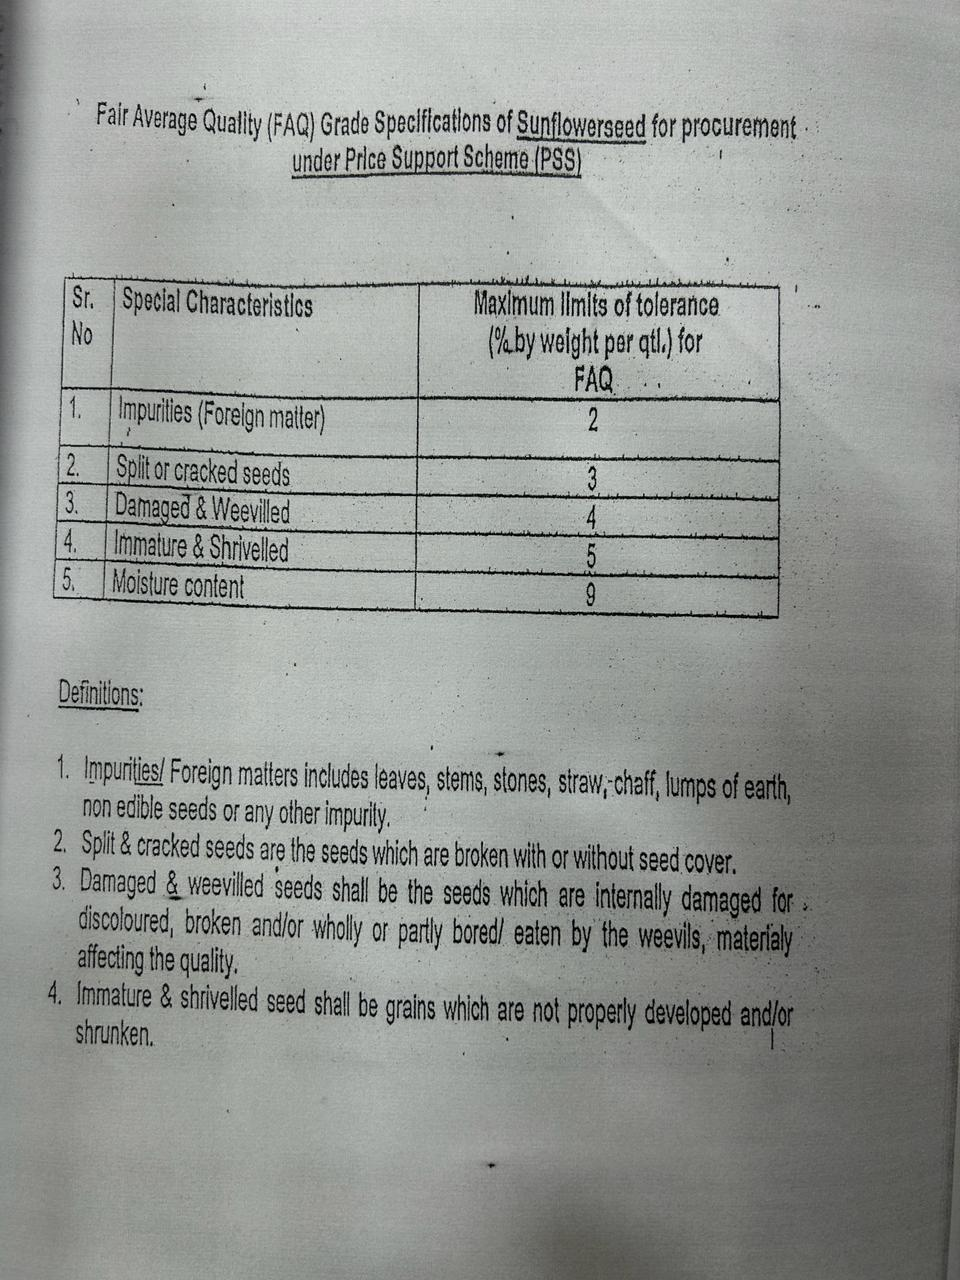 Fair Average Quality (FAQ) Grade Specifications of Sunflowerseed for procurement
under Price Support Scheme (PSS)
Sr. No
Special Characteristics
Maximum limits of tolerance
(% by weight per qtl.) for
FAQ
1. Impurities (Foreign matter) 2
2. Split or cracked seeds 3
3. Damaged & Weevilled 4
4. Immature & Shrivelled 5
5. Moisture content 9
Definitions:
1. Impurities/ Foreign matters includes leaves, stems, stones, straw, chaff, lumps of earth,
non edible seeds or any other impurity.
2. Split & cracked seeds are the seeds which are broken with or without seed cover.
3. Damaged & weevilled seeds shall be the seeds which are internally damaged for
discoloured, broken and/or wholly or partly bored/ eaten by the weevils, materialy
affecting the quality.
4. Immature & shrivelled seed shall be grains which are not properly developed and/or
shrunken.